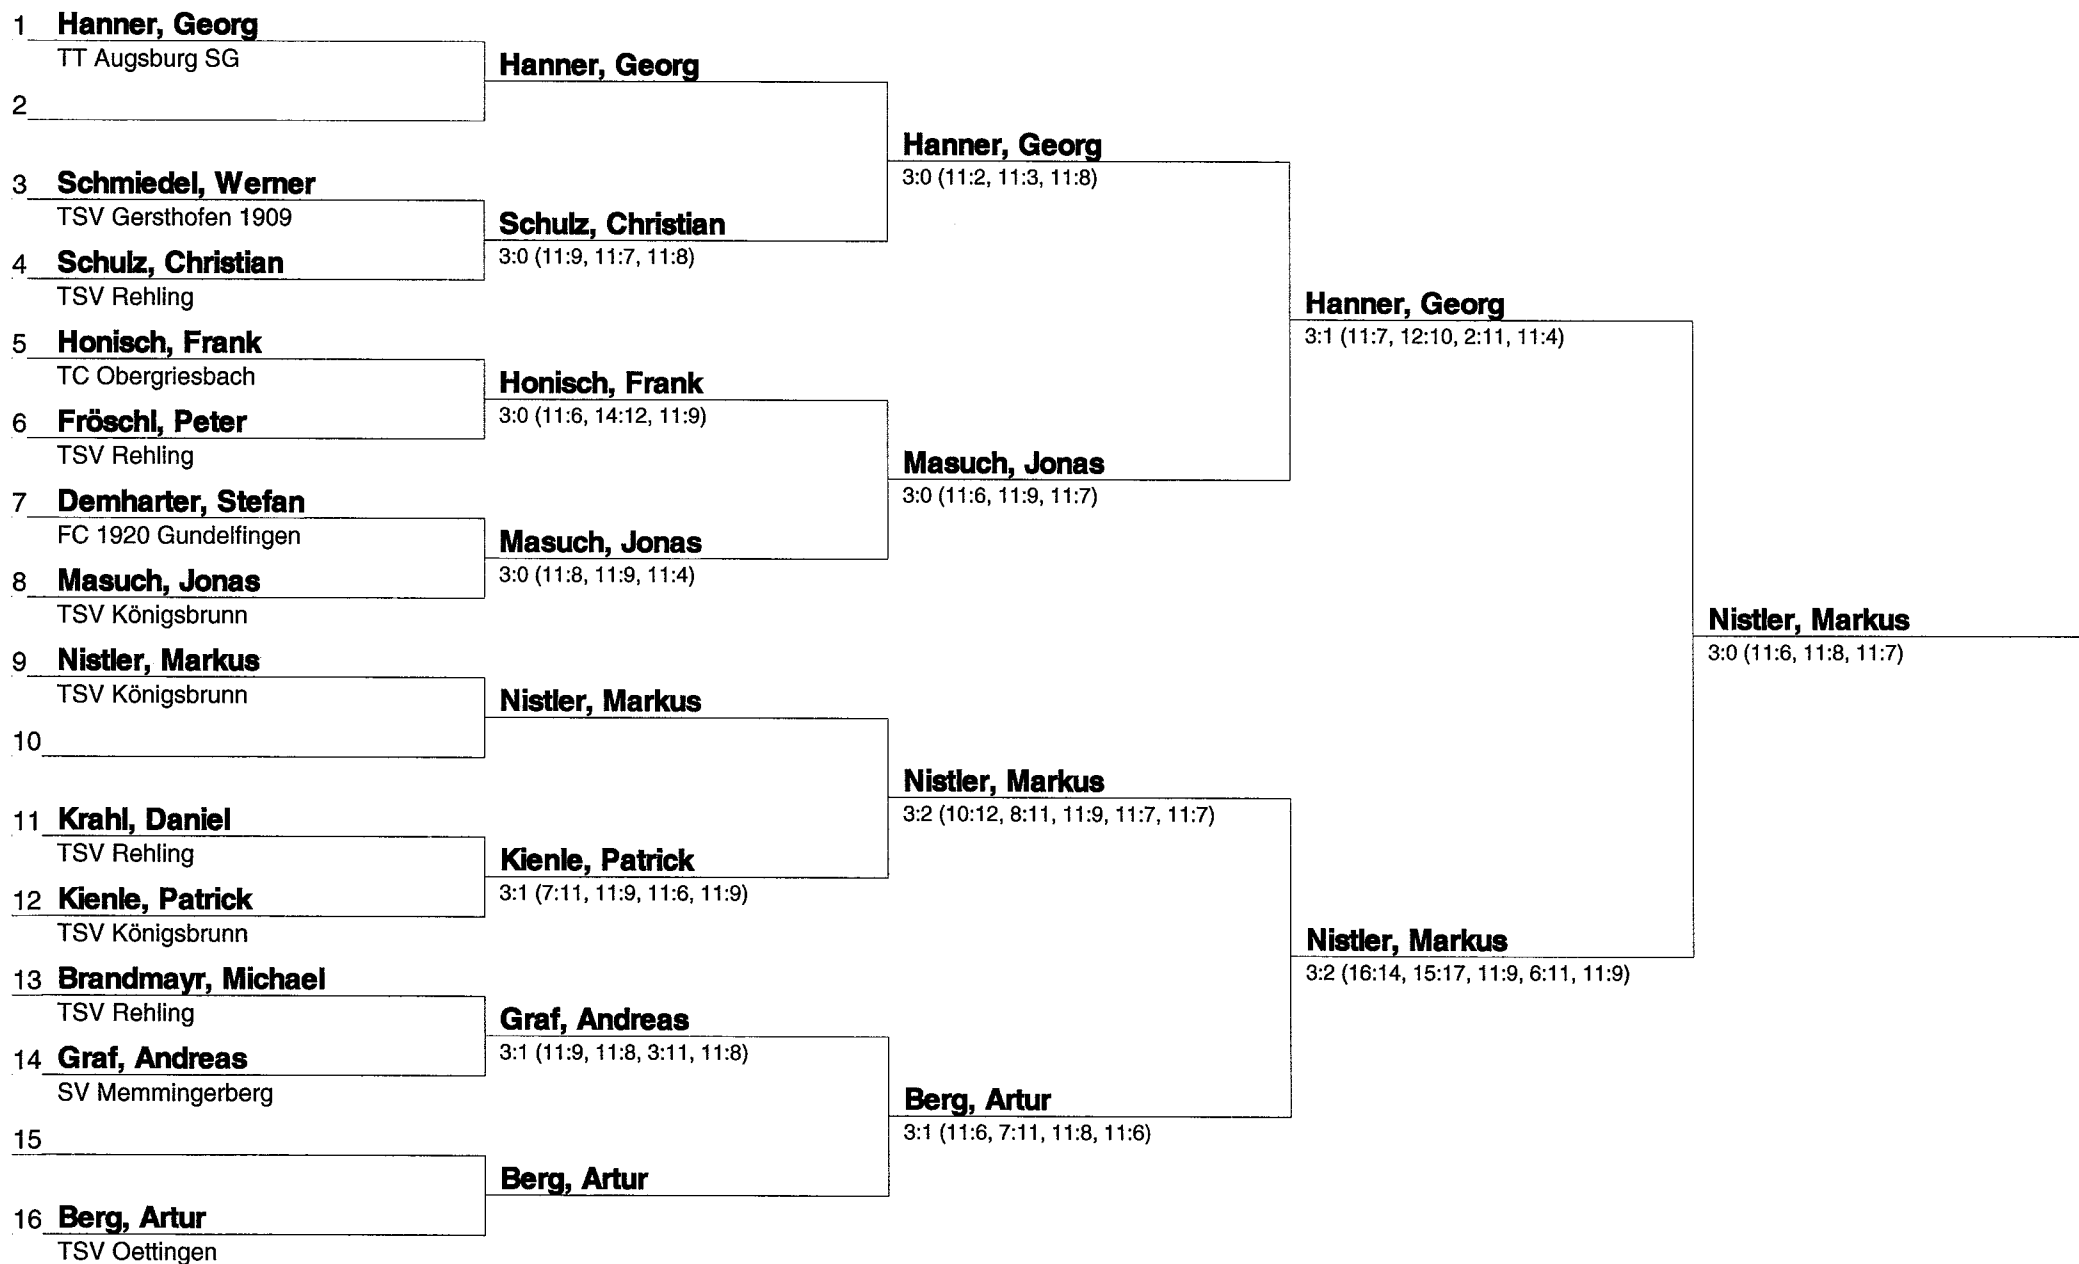 1 Hanner, Georg
TT Augsburg SG
2
3 Schmiedel, Werner
TSV Gersthofen 1909
4 Schulz, Christian
TSV Rehling
5 Honisch, Frank
TC Obergriesbach
6 Fröschl, Peter
TSV Rehling
7 Demharter, Stefan
FC 1920 Gundelfingen
8 Masuch, Jonas
TSV Königsbrunn
9 Nistler, Markus
TSV Königsbrunn
10
11 Krahl, Daniel
TSV Rehling
12 Kienle, Patrick
TSV Königsbrunn
13 Brandmayr, Michael
TSV Rehling
14 Graf, Andreas
SV Memmingerberg
15
16 Berg, Artur
TSV Oettingen
Hanner, Georg
Schulz, Christian
3:0 (11:9, 11:7, 11:8)
Honisch, Frank
3:0 (11:6, 14:12, 11:9)
Masuch, Jonas
3:0 (11:8, 11:9, 11:4)
Nistler, Markus
Kienle, Patrick
3:1 (7:11, 11:9, 11:6, 11:9)
Graf, Andreas
3:1 (11:9, 11:8, 3:11, 11:8)
Berg, Artur
Hanner, Georg
3:0 (11:2, 11:3, 11:8)
Masuch, Jonas
3:0 (11:6, 11:9, 11:7)
Nistler, Markus
3:2 (10:12, 8:11, 11:9, 11:7, 11:7)
Berg, Artur
3:1 (11:6, 7:11, 11:8, 11:6)
Hanner, Georg
3:1 (11:7, 12:10, 2:11, 11:4)
Nistler, Markus
3:2 (16:14, 15:17, 11:9, 6:11, 11:9)
Nistler, Markus
3:0 (11:6, 11:8, 11:7)